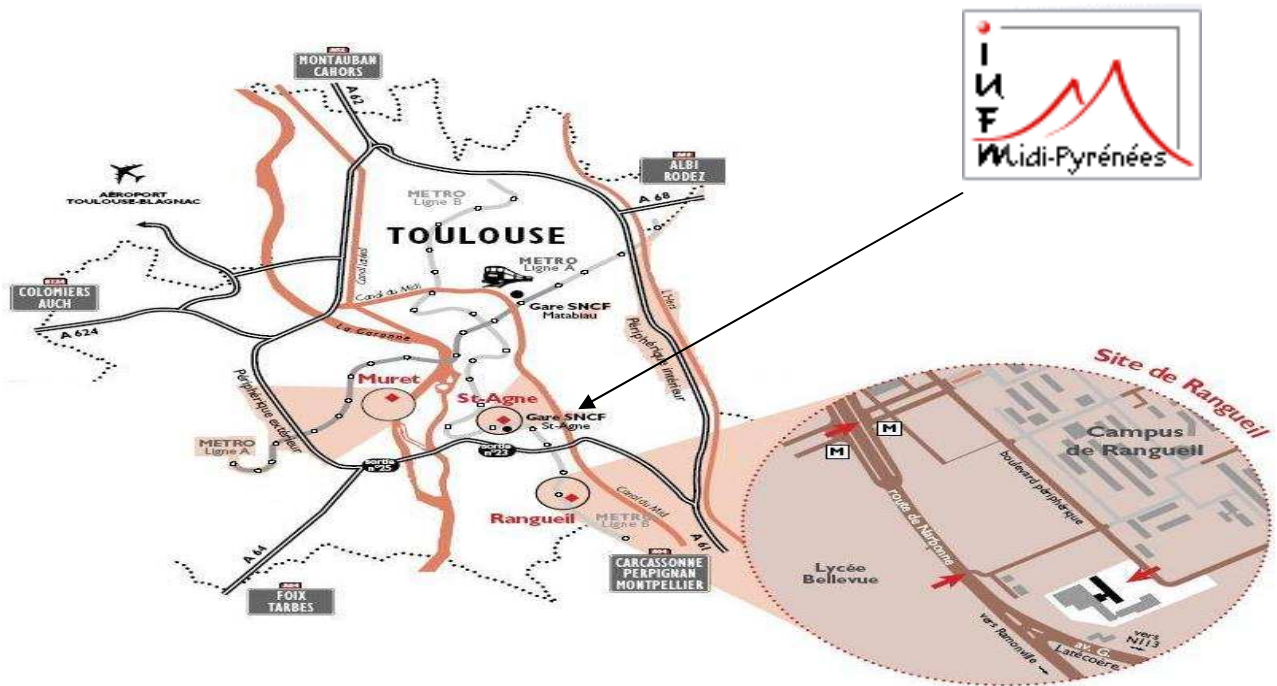 MONTAUBAN
CAHORS
A 62
I
N
F
Midi-Pyrénées
ALBI
RODEZ
A 68
AÉROPORT
TOULOUSE-BLAGNAC
METRO
Ligne B
TOULOUSE
METRO
Ligne A
Canal du Midi
Gare SNCF
Matabiau
L'Hers
COLOMIERS
AUCH
A 624
La Garonne
Périphérique intérieur
Périphérique extérieur
Muret
St-Agne
Gare SNCF
St-Agne
METRO
Ligne A
sortie
n°25
sortie
n°23
Rangueil
METRO
Ligne B
Canal du Midi
A 61
A 64
FOIX
TARBES
CARCASSONNE
PERPIGNAN
MONTPELLIER
Site de Rangueil
Campus
de Rangueil
M
M
boulevard périphérique
route de Narbonne
Lycée
Bellevue
vers Ramonville
av. G.
Latécoère
vers
N113